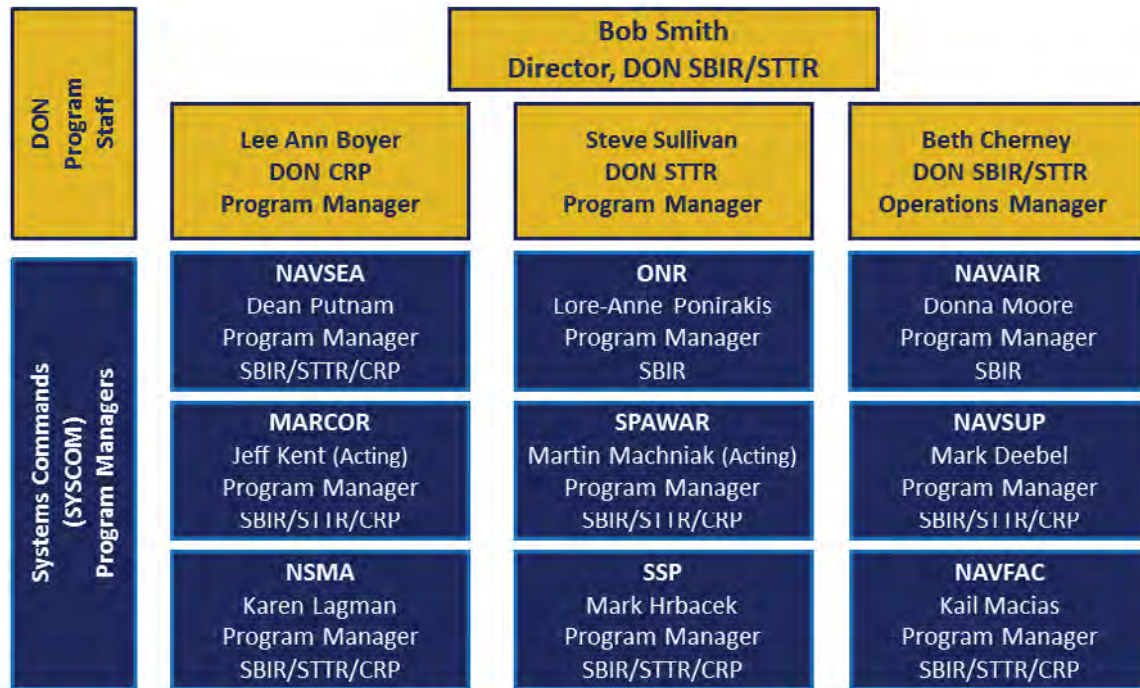 Bob Smith
Director, DON SBIR/STTR
DON
Program
Staff
Lee Ann Boyer
DON CRP
Program Manager
Steve Sullivan
DON STTR
Program Manager
Beth Cherney
DON SBIR/STTR
Operations Manager
Systems Commands
(SYSCOM)
Program Managers
NAVSEA
Dean Putnam
Program Manager
SBIR/STTR/CRP
ONR
Lore-Anne Ponirakis
Program Manager
SBIR
NAVAIR
Donna Moore
Program Manager
SBIR
MARCOR
Jeff Kent (Acting)
Program Manager
SBIR/STTR/CRP
SPAWAR
Martin Machniak (Acting)
Program Manager
SBIR/STTR/CRP
NAVSUP
Mark Deebel
Program Manager
SBIR/STTR/CRP
NSMA
Karen Lagman
Program Manager
SBIR/STTR/CRP
SSP
Mark Hrbacek
Program Manager
SBIR/STTR/CRP
NAVFAC
Kail Macias
Program Manager
SBIR/STTR/CRP